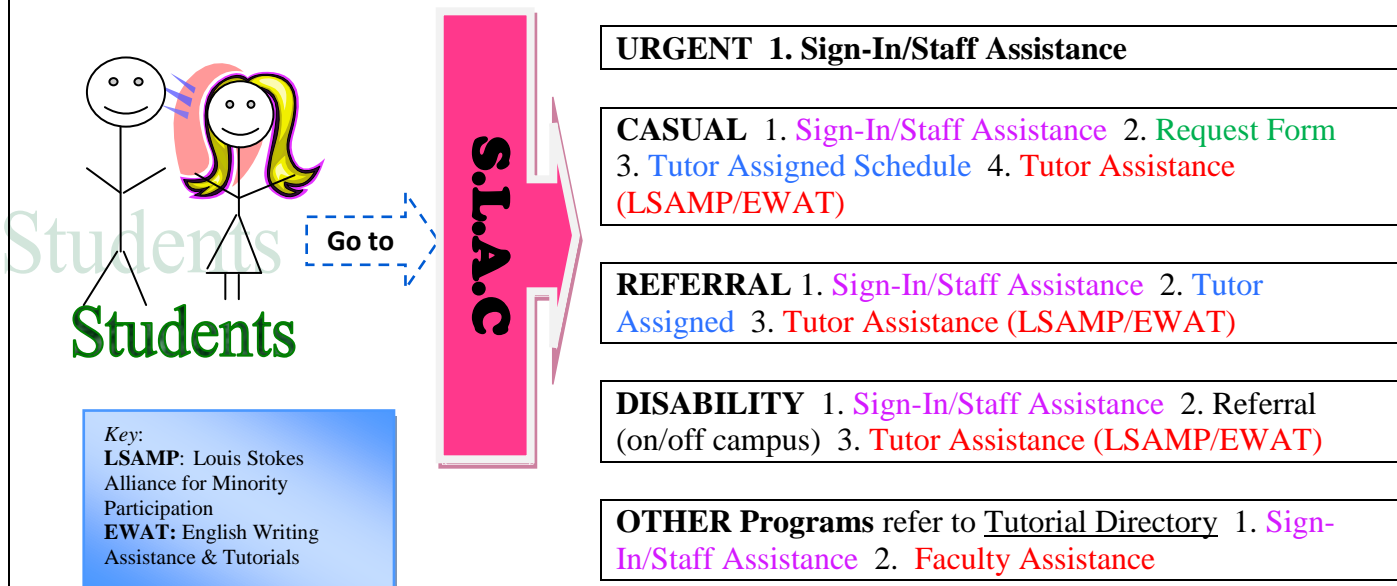 Students
Students
Go to
S.L.A.C
URGENT 1. Sign-In/Staff Assistance
CASUAL 1. Sign-In/Staff Assistance 2. Request Form
3. Tutor Assigned Schedule 4. Tutor Assistance
(LSAMP/EWAT)
REFERRAL 1. Sign-In/Staff Assistance 2. Tutor
Assigned 3. Tutor Assistance (LSAMP/EWAT)
DISABILITY 1. Sign-In/Staff Assistance 2. Referral
(on/off campus) 3. Tutor Assistance (LSAMP/EWAT)
OTHER Programs refer to Tutorial Directory 1. Sign-
In/Staff Assistance 2. Faculty Assistance
Key:
LSAMP: Louis Stokes
Alliance for Minority
Participation
EWAT: English Writing
Assistance & Tutorials